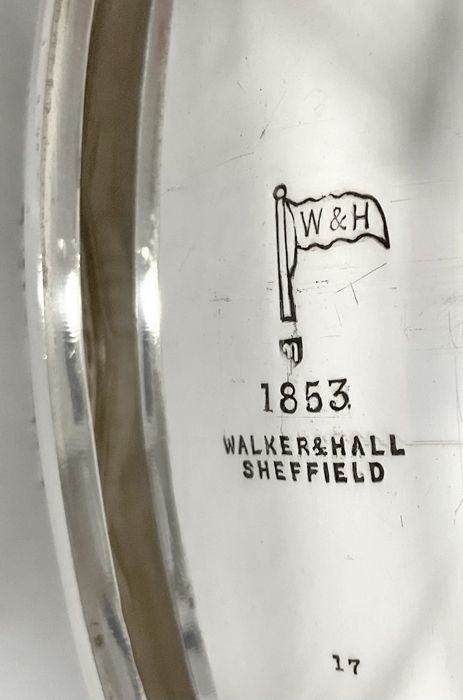 W & H
1853.
WALKER & HALL
SHEFFIELD
17